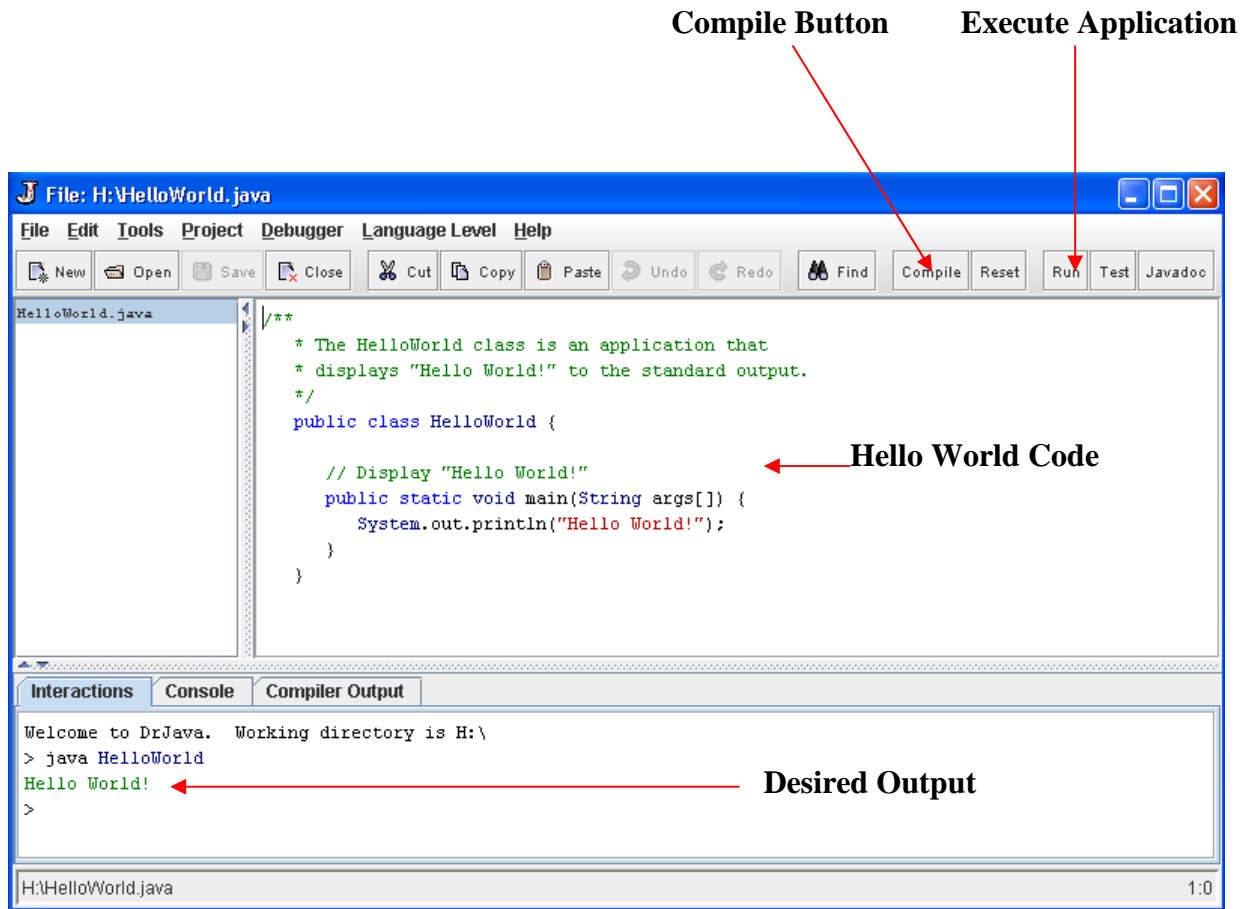 Compile Button Execute Application
File: H:\HelloWorld.java
File Edit Tools Project Debugger Language Level Help
New Open Save Close Cut Copy Paste Undo Redo Find Compile Reset Run Test Javadoc
HelloWorld.java
/**
* The HelloWorld class is an application that
* displays "Hello World!" to the standard output.
*/
public class HelloWorld {
// Display "Hello World!"
public static void main(String args[]) {
System.out.println("Hello World!");
}
}
Hello World Code
Interactions Console Compiler Output
Welcome to DrJava. Working directory is H:\
> java HelloWorld
Hello World!
>
Desired Output
H:\HelloWorld.java 1:0